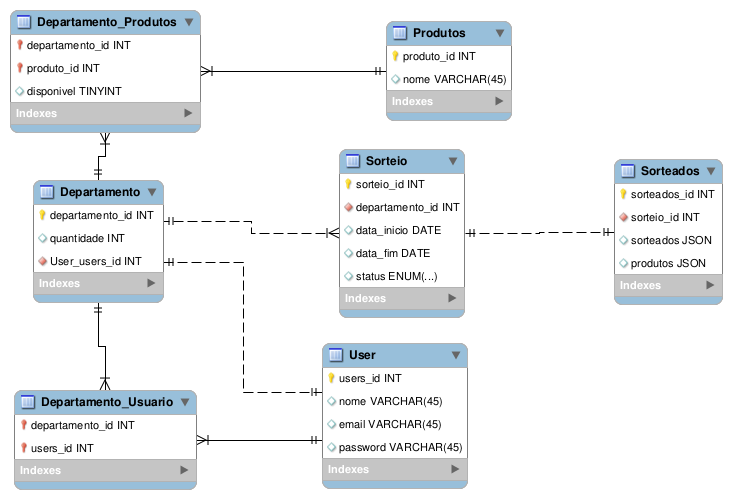 Departamento_Produtos
departamento_id INT
produto_id INT
disponivel TINYINT
Indexes
Produtos
produto_id INT
nome VARCHAR(45)
Indexes
Departamento
departamento_id INT
quantidade INT
User_users_id INT
Indexes
Sorteio
sorteio_id INT
departamento_id INT
data_inicio DATE
data_fim DATE
status ENUM(...)
Indexes
Sorteados
sorteados_id INT
sorteio_id INT
sorteados JSON
produtos JSON
Indexes
Departamento_Usuario
departamento_id INT
users_id INT
Indexes
User
users_id INT
nome VARCHAR(45)
email VARCHAR(45)
password VARCHAR(45)
Indexes